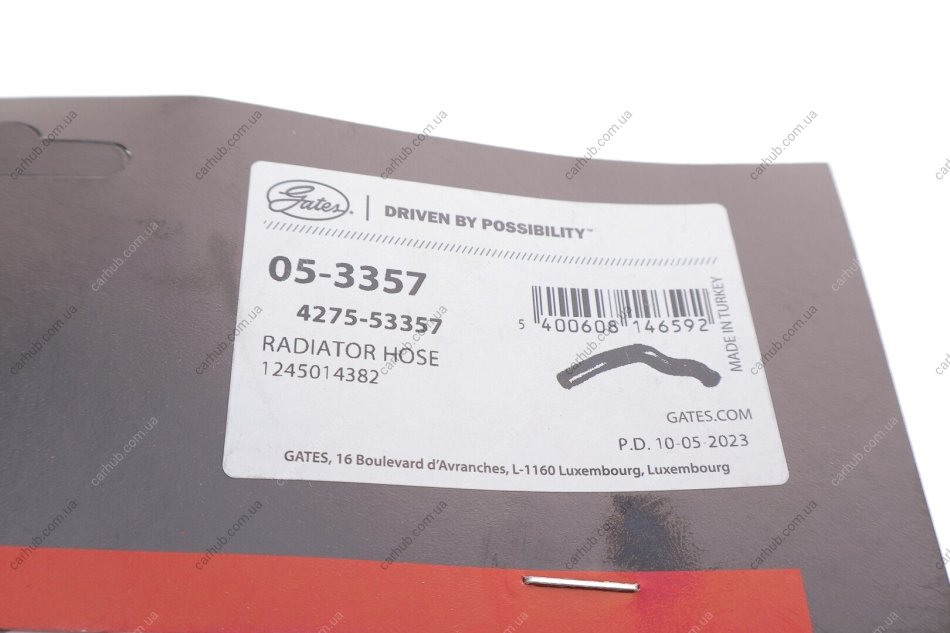 Gates®
DRIVEN BY POSSIBILITY™
05-3357
4275-53357
RADIATOR HOSE
1245014382
5 400608 146592
MADE IN TURKEY
GATES.COM
P.D. 10-05-2023
GATES, 16 Boulevard d'Avranches, L-1160 Luxembourg, Luxembourg
carhub.com.ua